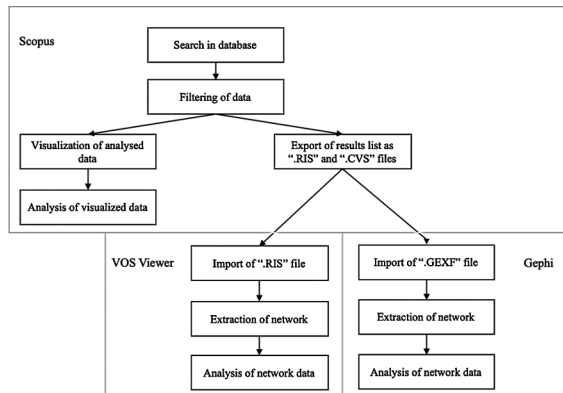 Scopus
Search in database
Filtering of data
Visualization of analysed
data
Export of results list as
“.RIS” and “.CVS” files
Analysis of visualized data
VOS Viewer
Import of “.RIS” file
Extraction of network
Analysis of network data
Import of “.GEXF” file
Gephi
Extraction of network
Analysis of network data